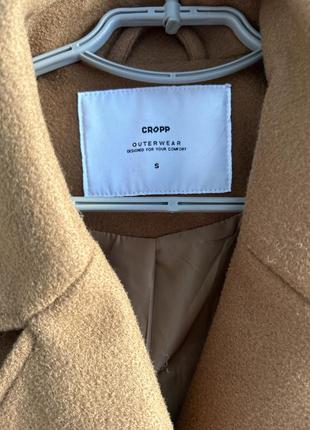 CROPP
OUTERWEAR
DESIGNED FOR YOUR COMFORT
S